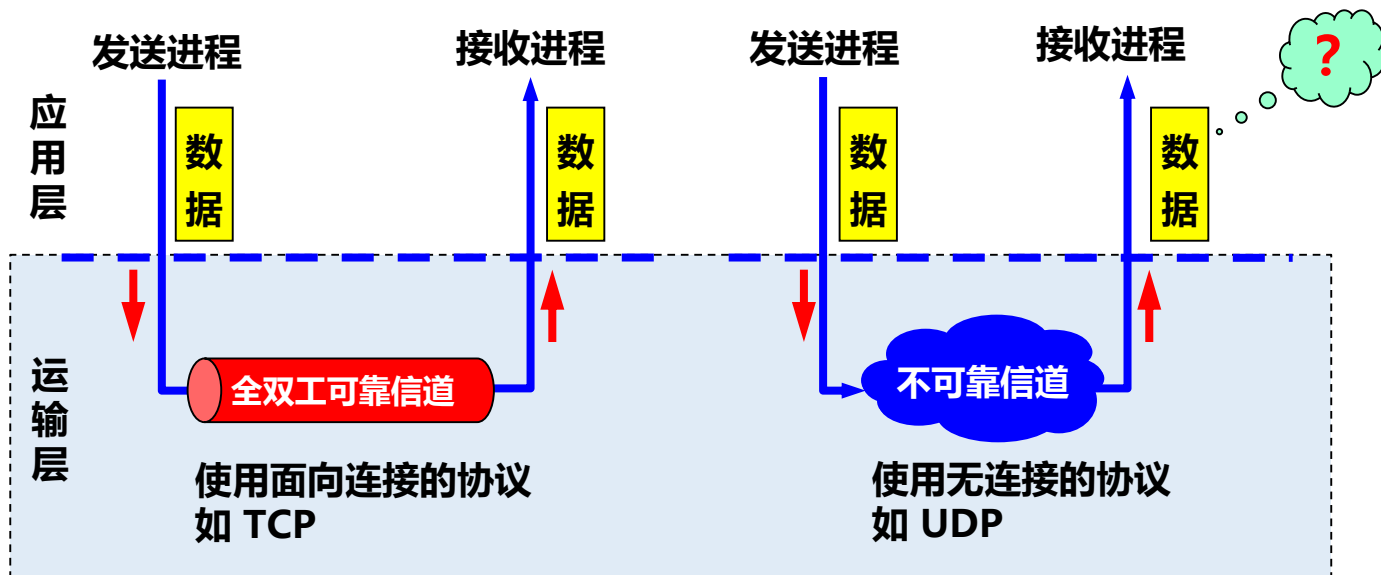 发送进程
接收进程
发送进程
接收进程
?
应用层
数据
数据
数据
数据
运输层
全双工可靠信道
不可靠信道
使用面向连接的协议
如 TCP
使用无连接的协议
如 UDP